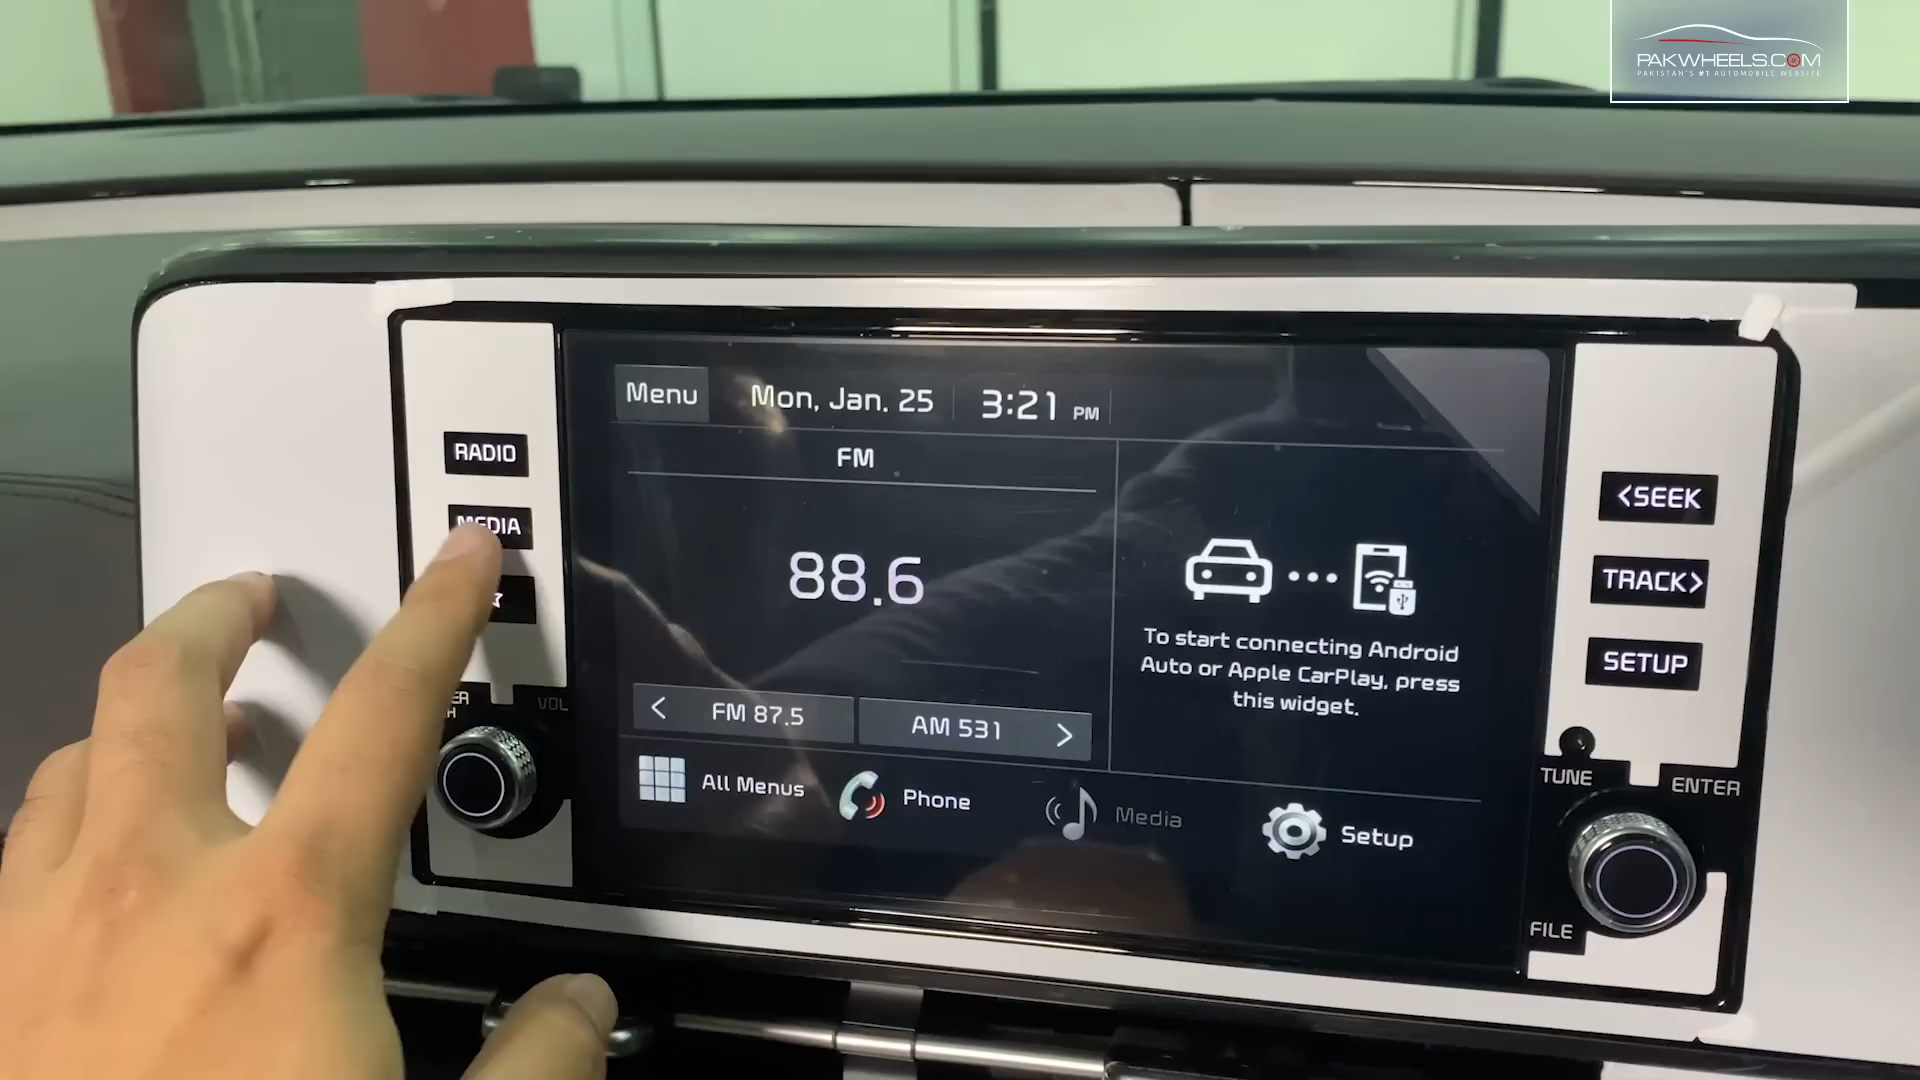 PAKWHEELS.COM
PAKISTAN'S #1 AUTOMOBILE WEBSITE
RADIO
MEDIA
VOL
Menu
Mon, Jan. 25
3:21 PM
FM
88.6
< FM 87.5
AM 531 >
To start connecting Android
Auto or Apple CarPlay, press
this widget.
All Menus
Phone
Media
Setup
<SEEK
TRACK>
SETUP
TUNE
ENTER
FILE